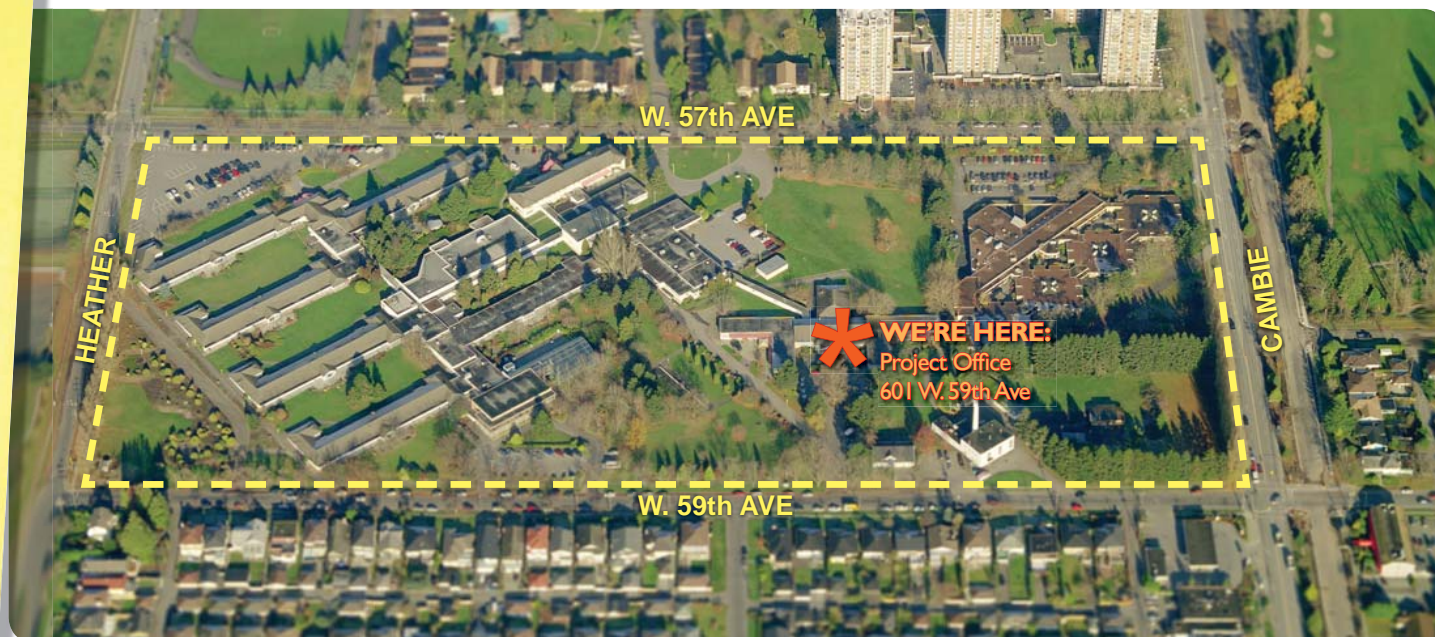 W. 57th AVE
HEATHER
CAMBIE
WE'RE HERE:
Project Office
601 W. 59th Ave
W. 59th AVE